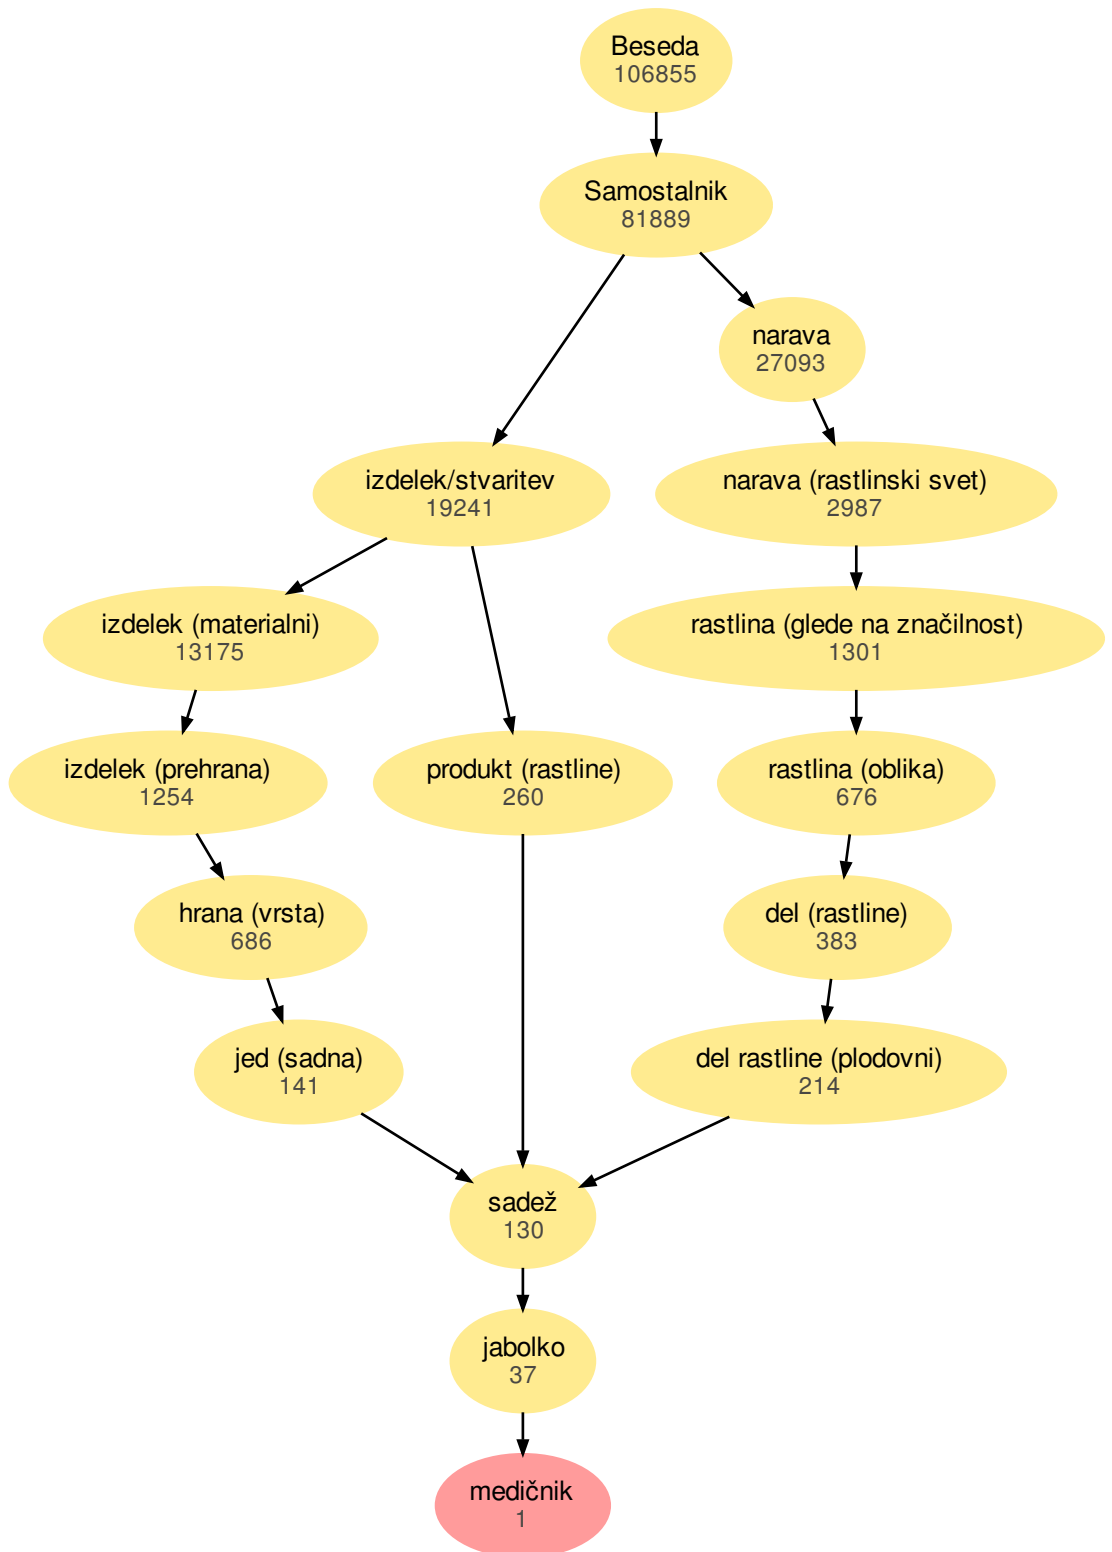 Beseda
106855
Samostalnik
81889
narava
27093
izdelek/stvaritev
19241
narava (rastlinski svet)
2987
izdelek (materialni)
13175
rastlina (glede na značilnost)
1301
izdelek (prehrana)
1254
produkt (rastline)
260
rastlina (oblika)
676
hrana (vrsta)
686
del (rastline)
383
jed (sadna)
141
del rastline (plodovni)
214
sadež
130
jabolko
37
medičnik
1